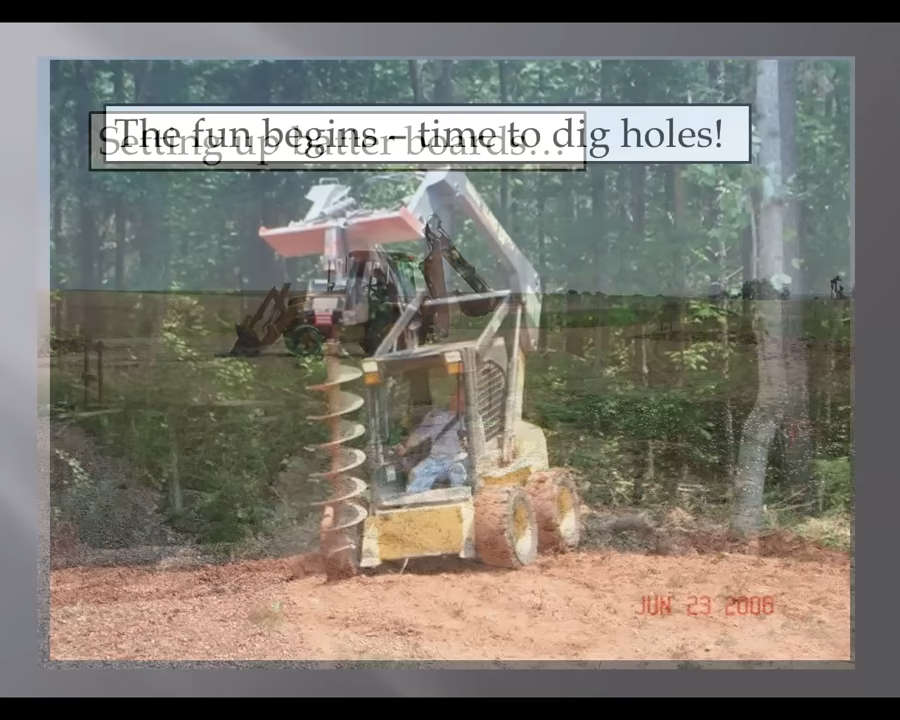 The fun begins – time to dig holes!
Setting up batter boards...
JUN 23 2006